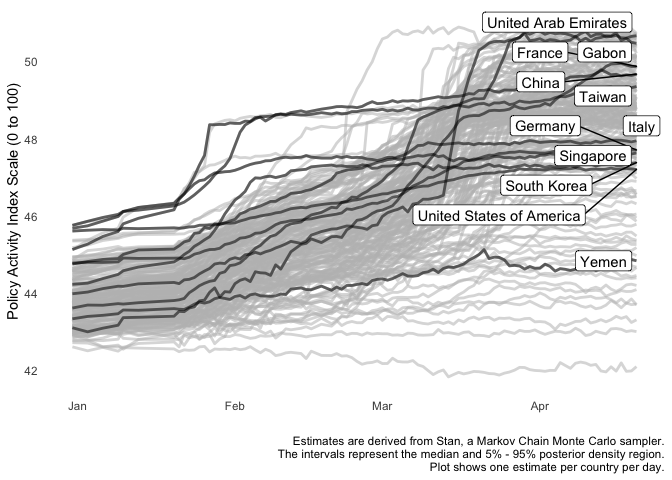 Policy Activity Index Scale (0 to 100)
50
48
46
44
42
United Arab Emirates
France
Gabon
China
Taiwan
Germany
Italy
Singapore
South Korea
United States of America
Yemen
Jan
Feb
Mar
Apr
Estimates are derived from Stan, a Markov Chain Monte Carlo sampler.
The intervals represent the median and 5% - 95% posterior density region.
Plot shows one estimate per country per day.